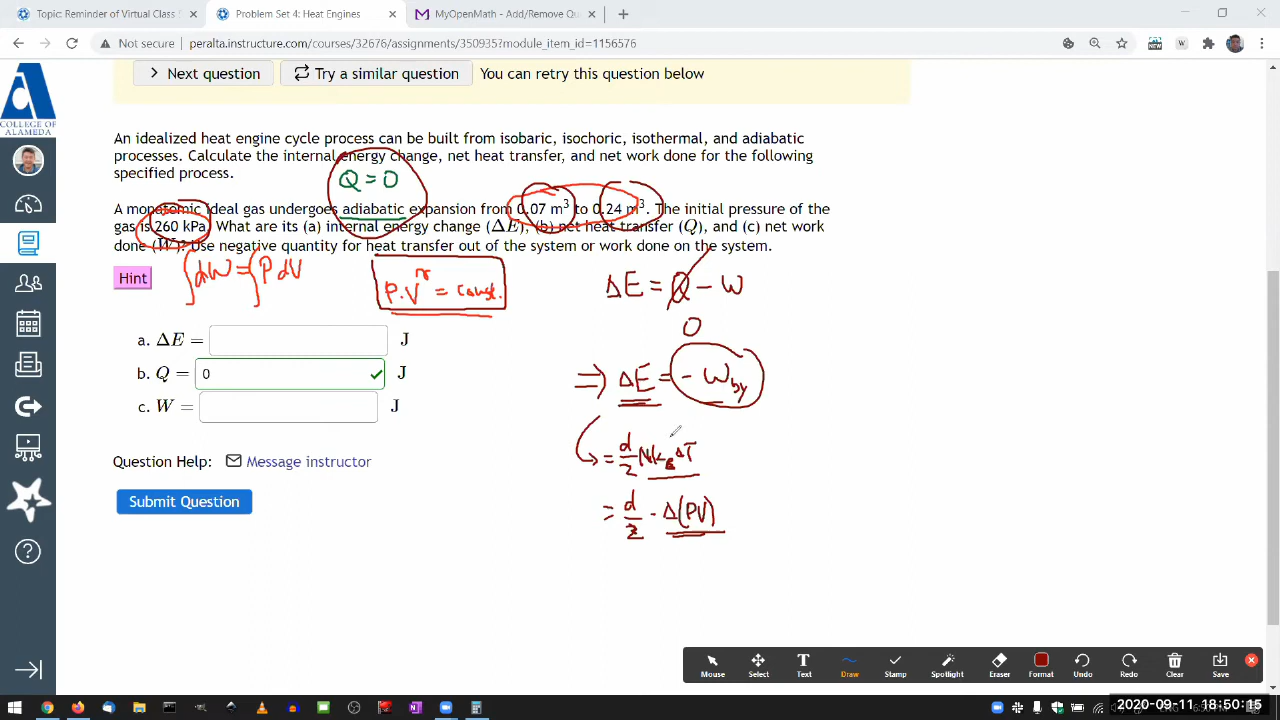 Topic: Reminder of Virtual Class
Problem Set 4: Heat Engines
MyOpenMath - Add/Remove Qu
Not secure | peralta.instructure.com/courses/32676/assignments/350935?module_item_id=1156576
COLLEGE OF
ALAMEDA
Next question
Try a similar question
You can retry this question below
An idealized heat engine cycle process can be built from isobaric, isochoric, isothermal, and adiabatic
processes. Calculate the internal energy change, net heat transfer, and net work done for the following
specified process.
Q = 0
A monatomic ideal gas undergoes adiabatic expansion from 0.07 m³ to 0.24 m³. The initial pressure of the
gas is 260 kPa. What are its (a) internal energy change (ΔE), (b) net heat transfer (Q), and (c) net work
done (W)? Use negative quantity for heat transfer out of the system or work done on the system.
Hint
∫dW = ∫P dV
P.V^γ = const.
ΔE = Q - W
0
a. ΔE = J
b. Q = 0 J
c. W = J
⇒ ΔE = - W by
= d/2 N k_B ΔT
= d/2 · Δ(PV)
Question Help: Message instructor
Submit Question
Mouse
Select
Text
Draw
Stamp
Spotlight
Eraser
Format
Undo
Redo
Clear
Save
2020-09-11 18:50:15